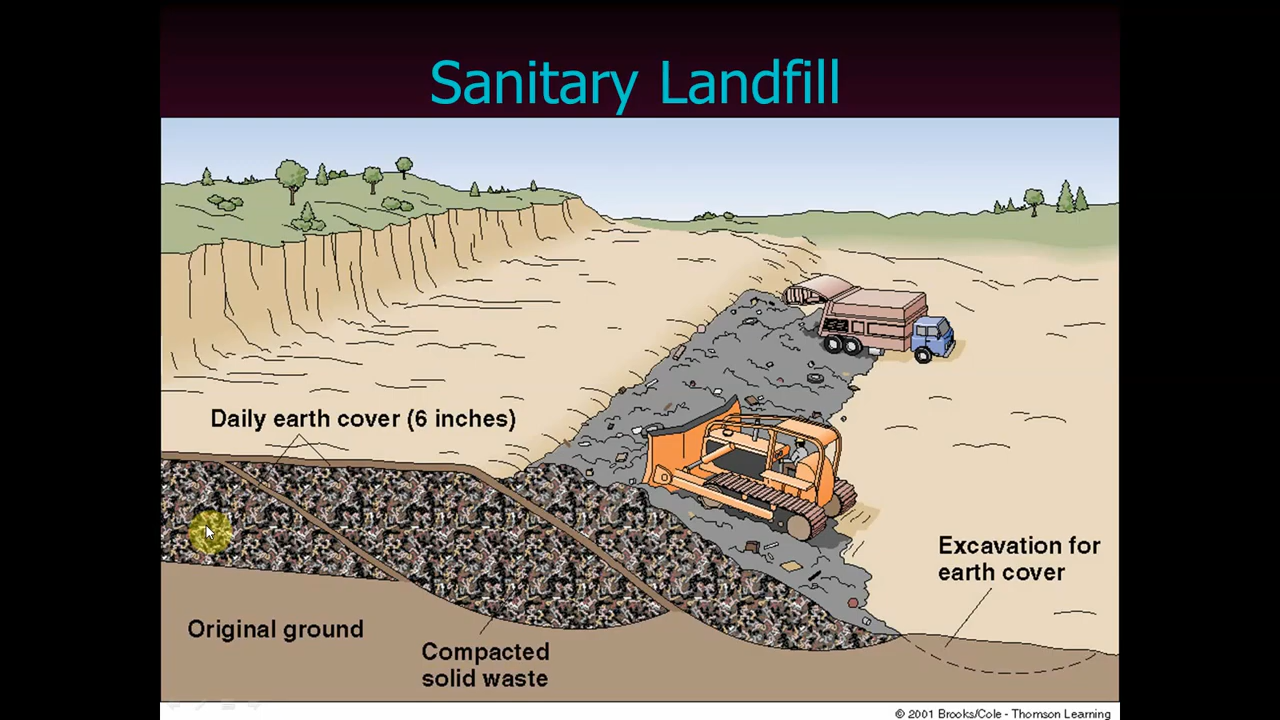 Sanitary Landfill
Daily earth cover (6 inches)
Excavation for
earth cover
Original ground
Compacted
solid waste
© 2001 Brooks/Cole - Thomson Learning